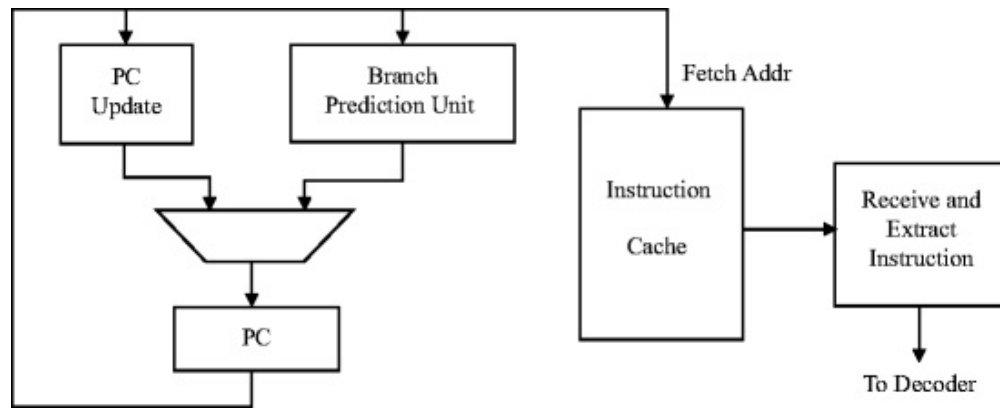 PC
Update
Branch
Prediction Unit
Fetch Addr
Instruction
Cache
Receive and
Extract
Instruction
PC
To Decoder